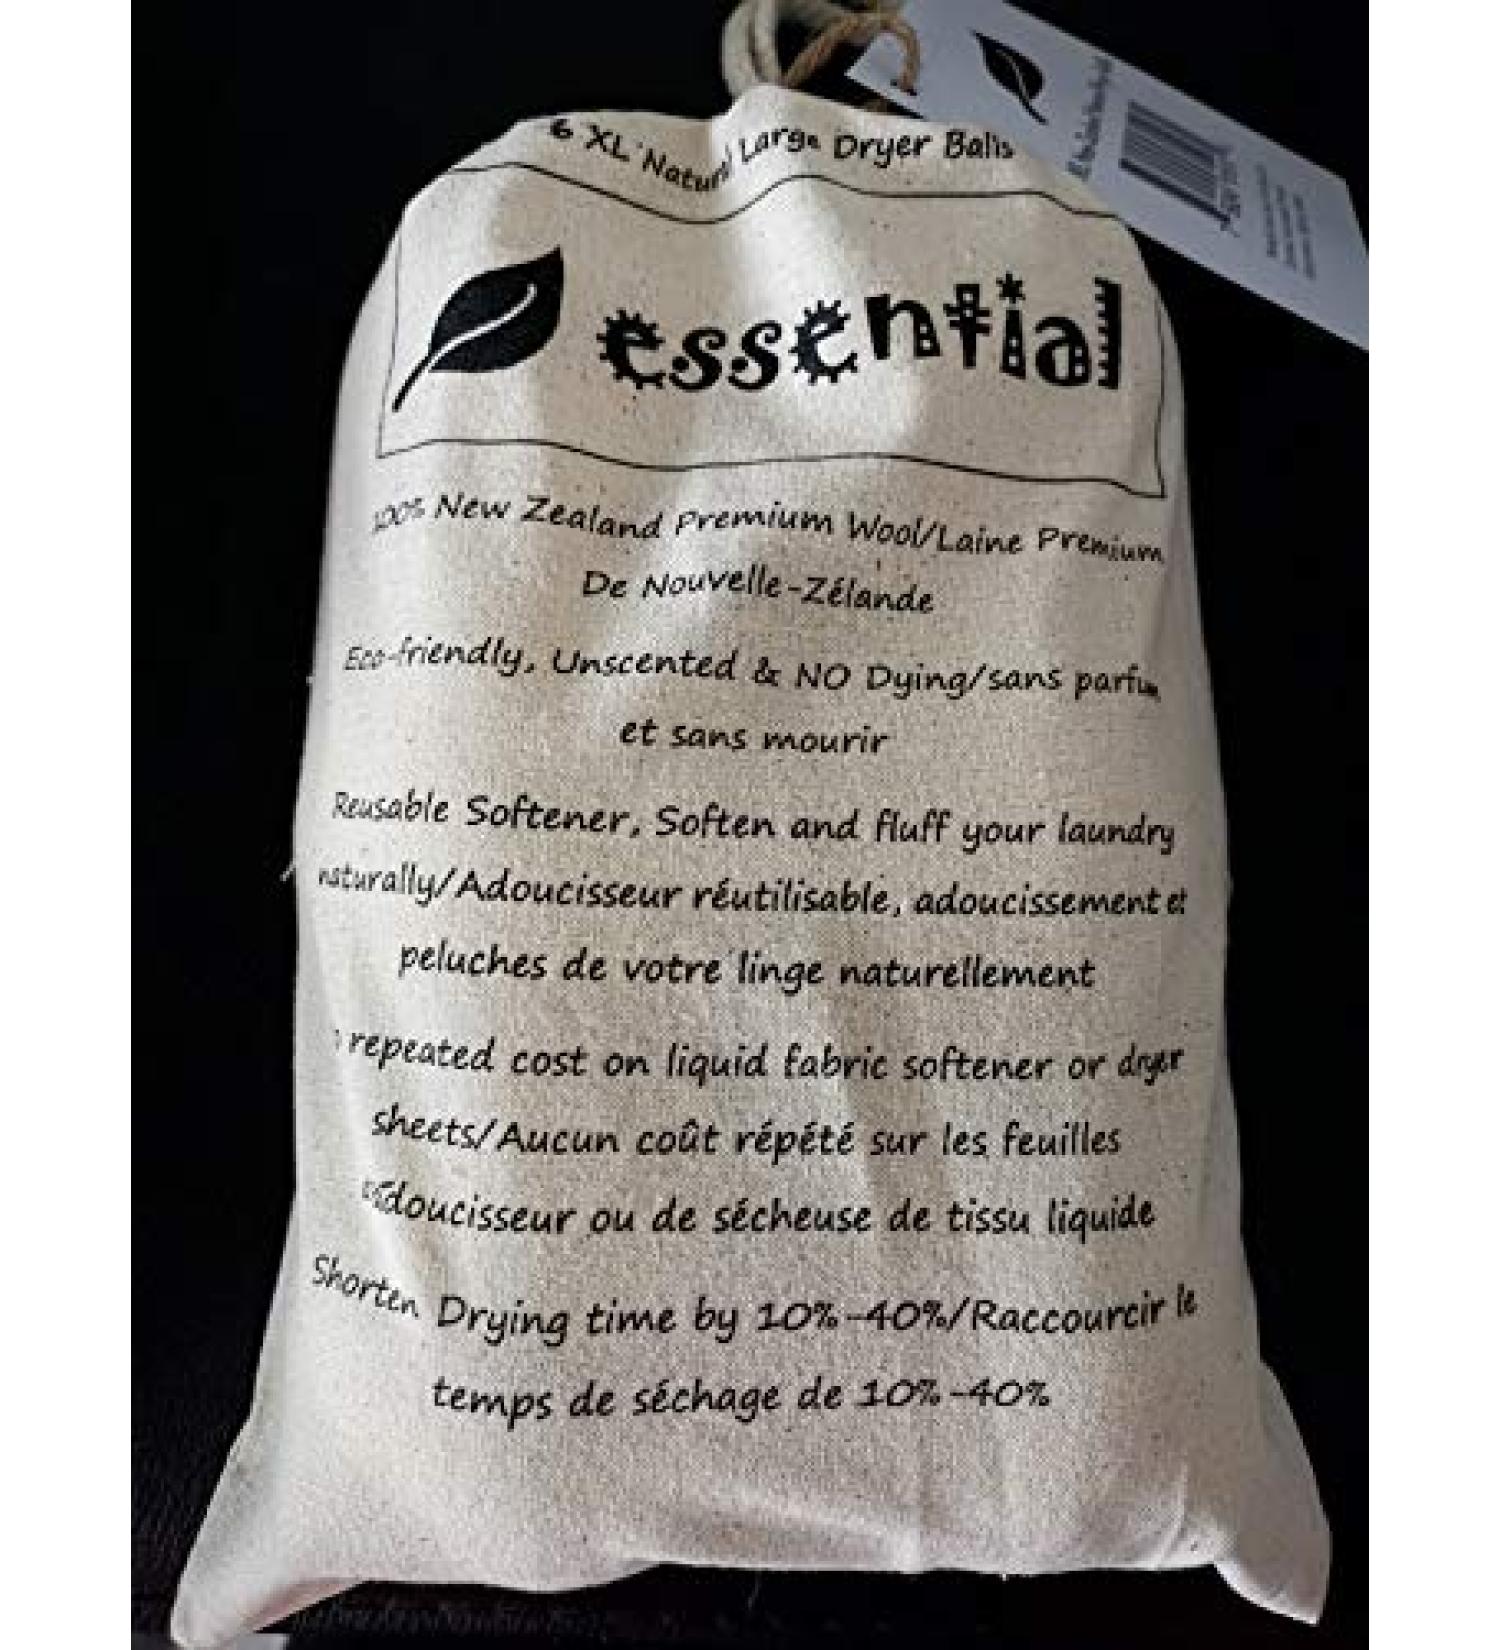 6 XL Natural Large Dryer Balls
essential
100% New Zealand Premium Wool/Laine Premium
De Nouvelle-Zélande
Eco-friendly, Unscented & NO Dying/sans parfum
et sans mourir
Reusable Softener, Soften and fluff your laundry
naturally/Adoucisseur réutilisable, adoucissement et
peluches de votre linge naturellement
repeated cost on liquid fabric softener or dryer
sheets/Aucun coût répété sur les feuilles
adoucisseur ou de sécheuse de tissu liquide
Shorten Drying time by 10%-40%/Raccourcir le
temps de séchage de 10%-40%